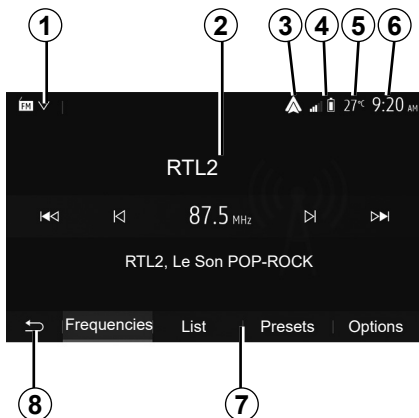 1 2 3 4 5 6
FM 27°C 9:20 AM
RTL2
87.5 MHz
RTL2, Le Son POP-ROCK
Frequencies List Presets Options
8 7